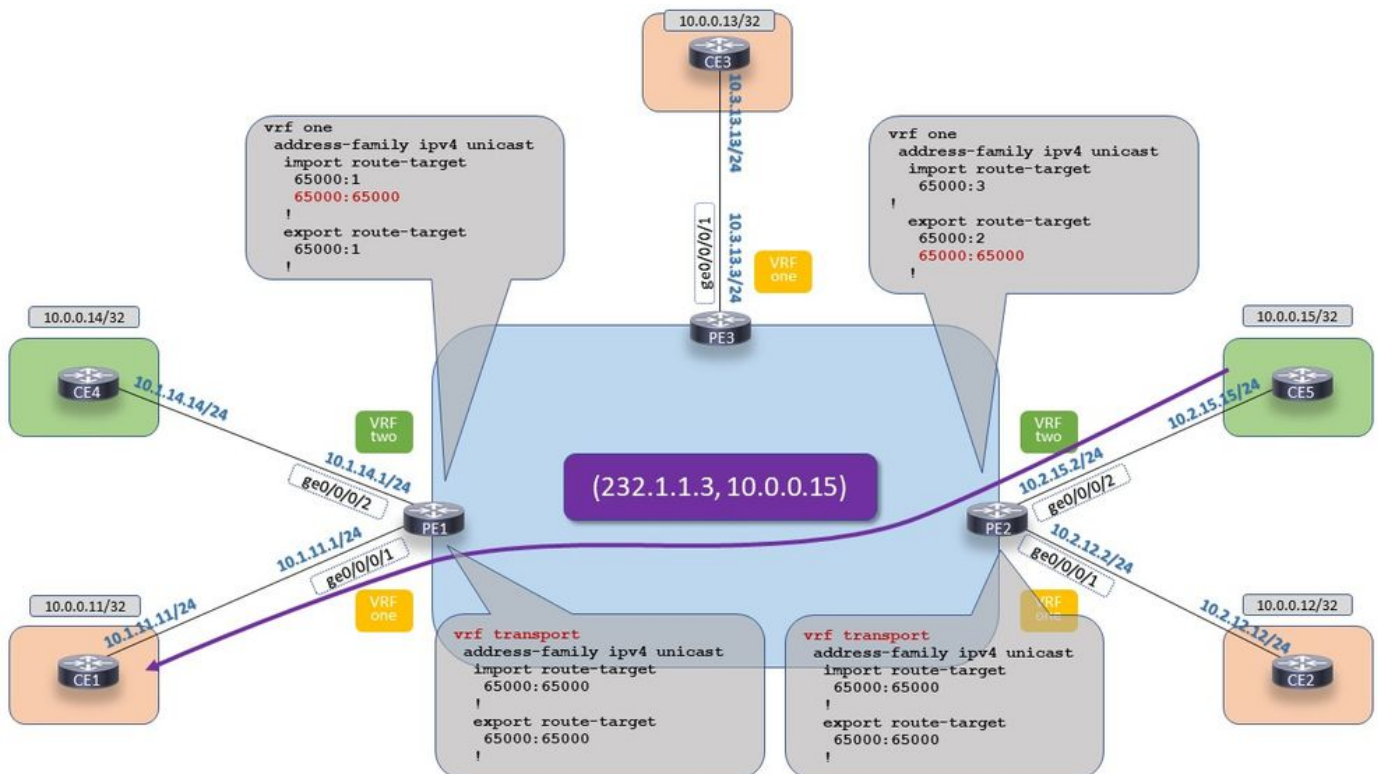 10.0.0.13/32
CE3
10.3.13.13/24
vrf one
address-family ipv4 unicast
import route-target
65000:1
65000:65000
!
export route-target
65000:1
!
vrf one
address-family ipv4 unicast
import route-target
65000:3
!
export route-target
65000:2
65000:65000
!
ge0/0/0/1
10.3.13.3/24
VRF
one
PE3
10.0.0.14/32
CE4
10.1.14.14/24
VRF
two
10.1.14.1/24
ge0/0/0/2
PE1
10.1.11.1/24
ge0/0/0/1
VRF
one
10.0.0.11/32
10.1.11.11/24
CE1
(232.1.1.3, 10.0.0.15)
10.0.0.15/32
CE5
10.2.15.15/24
VRF
two
10.2.15.2/24
ge0/0/0/2
PE2
10.2.12.2/24
ge0/0/0/1
VRF
one
10.0.0.12/32
10.2.12.12/24
CE2
vrf transport
address-family ipv4 unicast
import route-target
65000:65000
!
export route-target
65000:65000
!
vrf transport
address-family ipv4 unicast
import route-target
65000:65000
!
export route-target
65000:65000
!